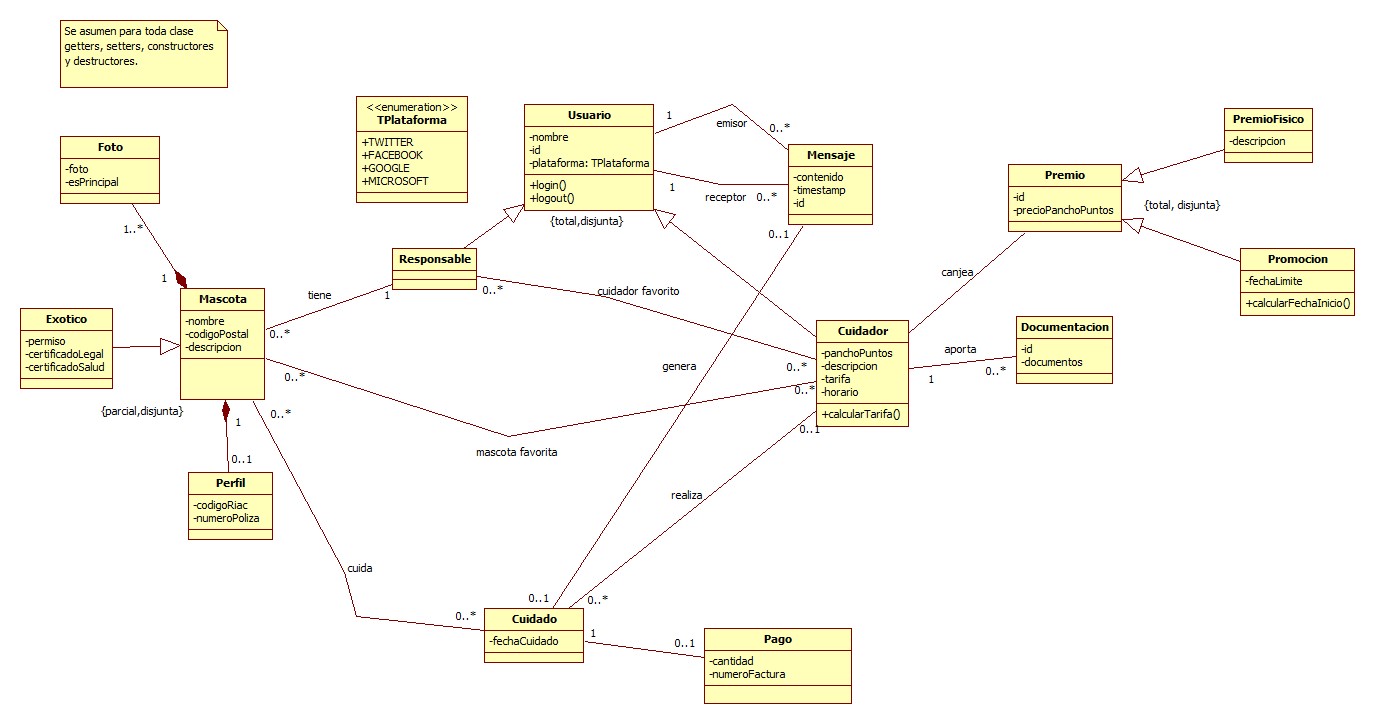 Se asumen para toda clase
getters, setters, constructores
y destructores.
<<enumeration>>
TPlataforma
+TWITTER
+FACEBOOK
+GOOGLE
+MICROSOFT
Usuario
-nombre
-id
-plataforma: TPlataforma
+login()
+logout()
{total,disjunta}
1
emisor
0..*
1
receptor
0..*
Mensaje
-contenido
-timestamp
-id
0..1
Premio
-id
-precioPanchoPuntos
PremioFisico
-descripcion
{total, disjunta}
Promocion
-fechaLimite
+calcularFechaInicio()
canjea
Foto
-foto
-esPrincipal
1..*
1
Mascota
-nombre
-codigoPostal
-descripcion
Responsable
tiene
1
0..*
0..*
cuidador favorito
0..*
Exotico
-permiso
-certificadoLegal
-certificadoSalud
{parcial,disjunta}
Cuidador
-panchoPuntos
-descripcion
-tarifa
-horario
+calcularTarifa()
aporta
1
0..*
Documentacion
-id
-documentos
genera
0..*
mascota favorita
0..*
0..1
0..*
1
0..1
Perfil
-codigoRiac
-numeroPoliza
realiza
cuida
0..*
0..1
0..*
Cuidado
-fechaCuidado
1
0..1
Pago
-cantidad
-numeroFactura